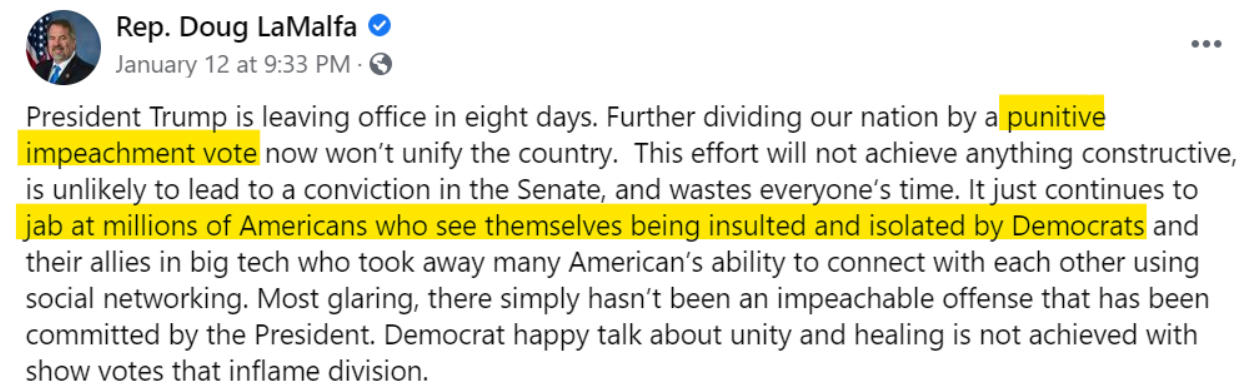 Rep. Doug LaMalfa
January 12 at 9:33 PM ·
President Trump is leaving office in eight days. Further dividing our nation by a punitive
impeachment vote now won't unify the country.  This effort will not achieve anything constructive,
is unlikely to lead to a conviction in the Senate, and wastes everyone's time. It just continues to
jab at millions of Americans who see themselves being insulted and isolated by Democrats and
their allies in big tech who took away many American's ability to connect with each other using
social networking. Most glaring, there simply hasn't been an impeachable offense that has been
committed by the President. Democrat happy talk about unity and healing is not achieved with
show votes that inflame division.